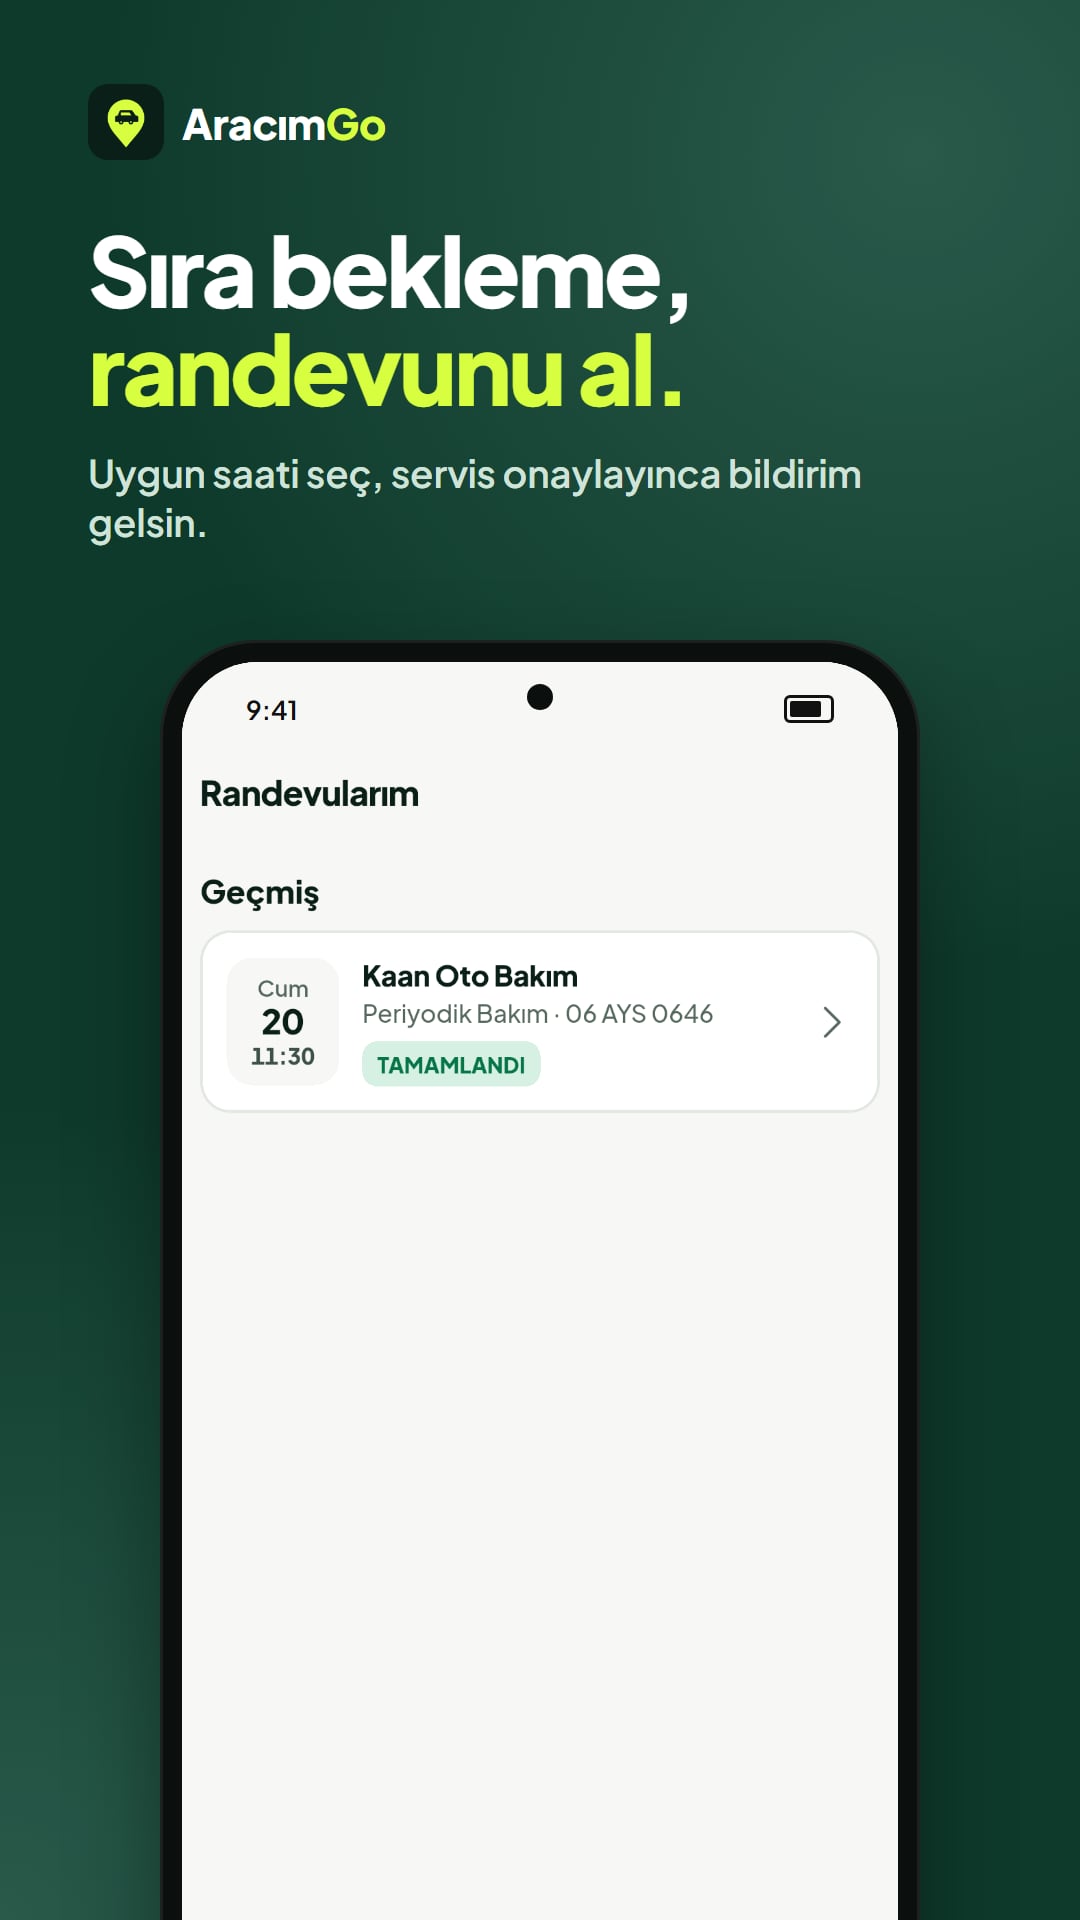 AracımGo
Sıra bekleme,
randevunu al.
Uygun saati seç, servis onaylayınca bildirim
gelsin.
9:41
Randevularım
Geçmiş
Cum
20
11:30
Kaan Oto Bakım
Periyodik Bakım · 06 AYS 0646
TAMAMLANDI